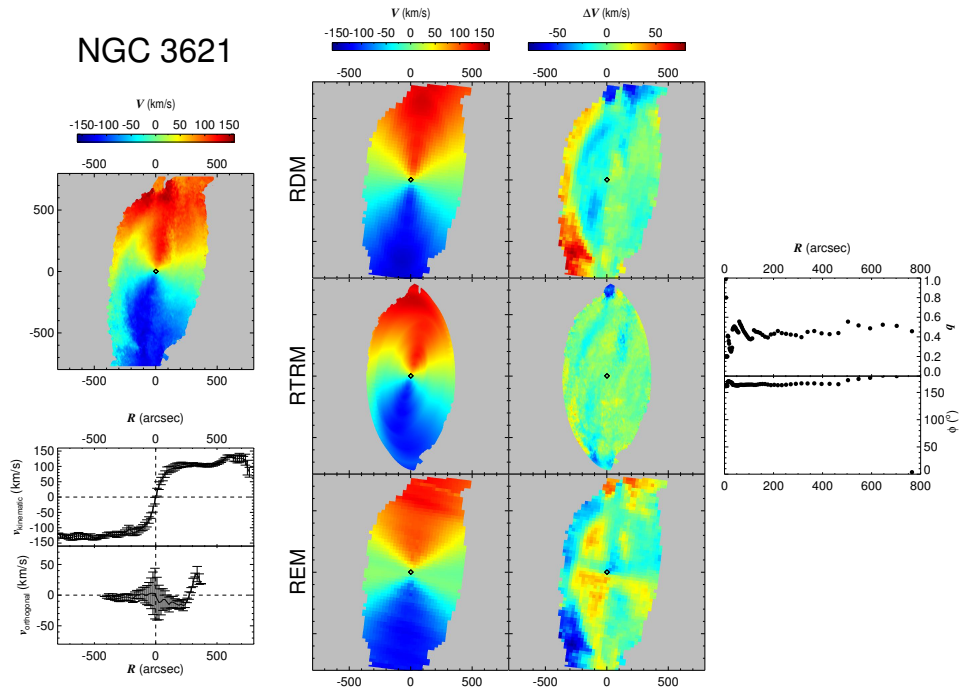 NGC 3621
V (km/s)
-150-100 -50 0 50 100 150
-500 0 500
500
0
-500
-500 0 500
R (arcsec)
-500 0 500
150
100
50
0
-50
-100
-150
vkinematic (km/s)
50
0
-50
vorthogonal (km/s)
-500 0 500
R (arcsec)
V (km/s)
-150-100 -50 0 50 100 150
-500 0 500
ΔV (km/s)
-50 0 50
-500 0 500
RDM
RTRM
REM
-500 0 500
-500 0 500
R (arcsec)
0 200 400 600 800
1.0
0.8
0.6
0.4
0.2
0.0
q
150
100
50
0
ϕ (°)
0 200 400 600 800